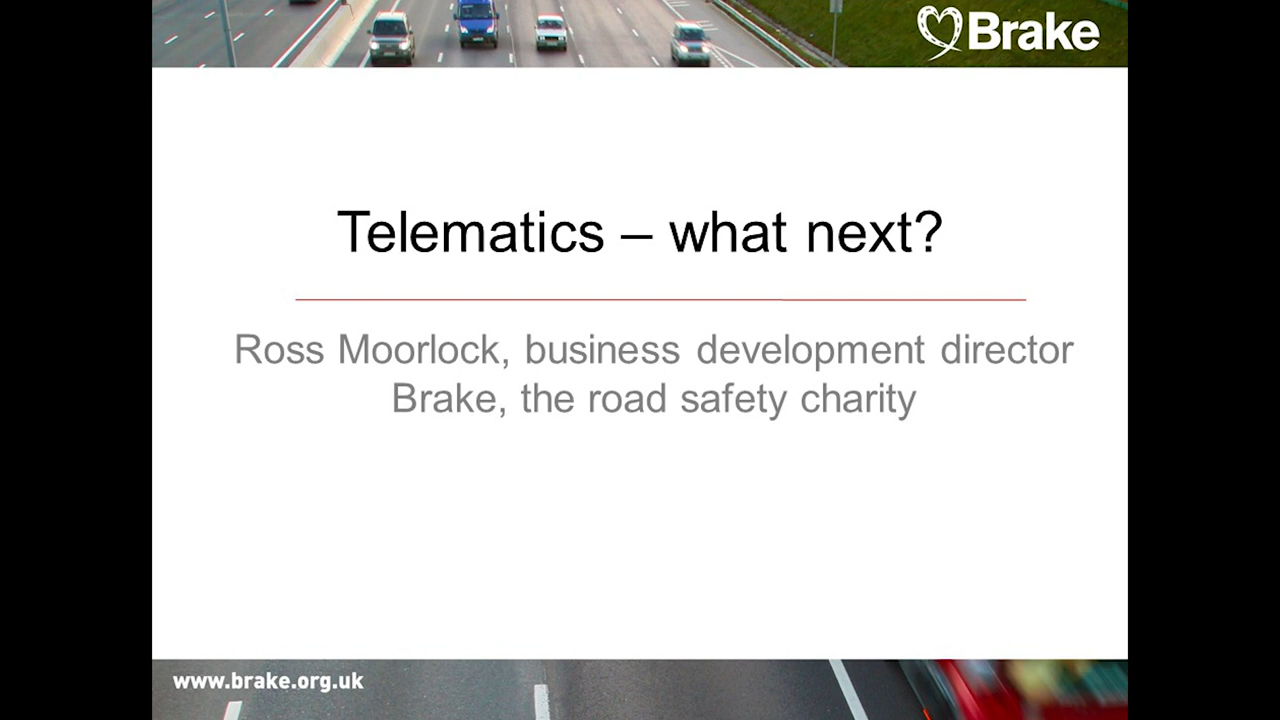 Brake
Telematics – what next?
Ross Moorlock, business development director
Brake, the road safety charity
www.brake.org.uk